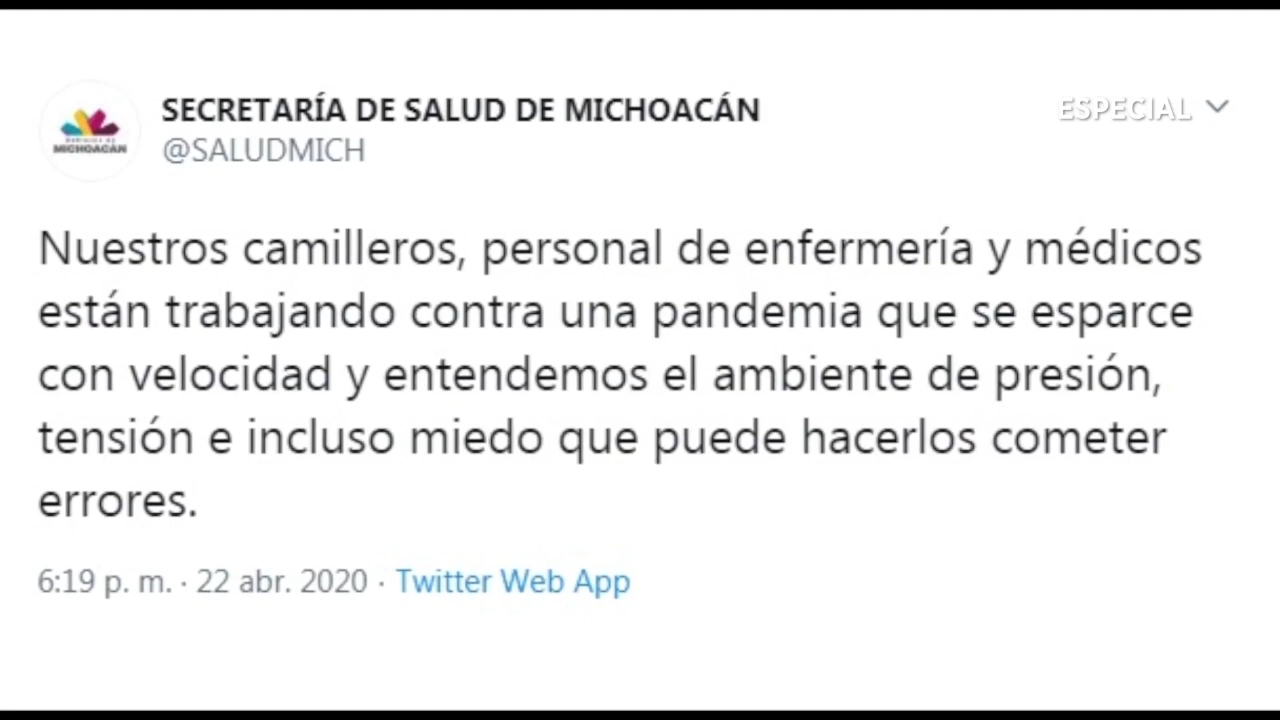 SECRETARÍA DE SALUD DE MICHOACÁN
ESPECIAL
@SALUDMICH
MICHOACÁN
Nuestros camilleros, personal de enfermería y médicos
están trabajando contra una pandemia que se esparce
con velocidad y entendemos el ambiente de presión,
tensión e incluso miedo que puede hacerlos cometer
errores.
6:19 p. m. · 22 abr. 2020 · Twitter Web App